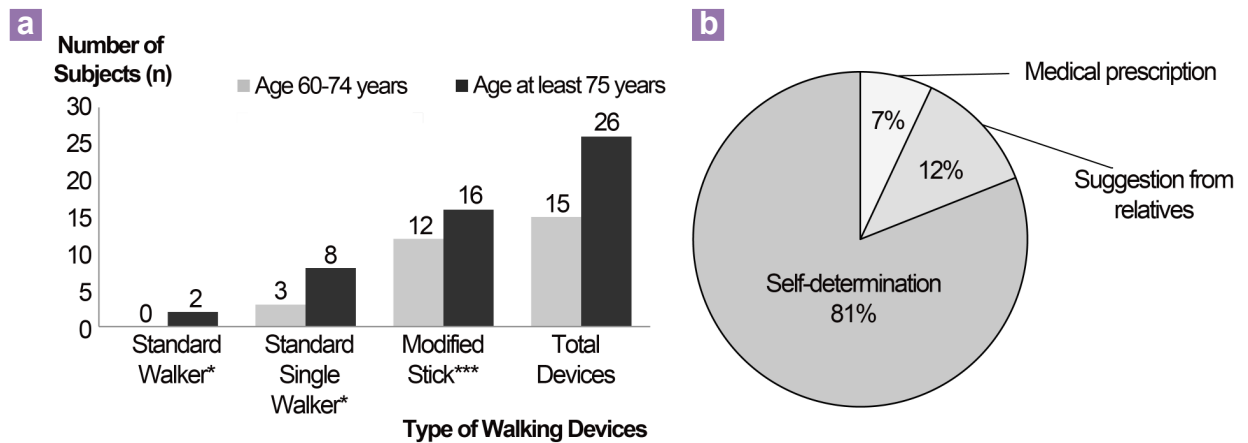 a
Number of
Subjects (n)
Age 60-74 years
Age at least 75 years
30
25
20
15
10
5
0
0
2
3
8
12
16
15
26
Standard
Walker*
Standard
Single
Walker*
Modified
Stick***
Total
Devices
Type of Walking Devices
b
Medical prescription
7%
12%
Suggestion from
relatives
Self-determination
81%